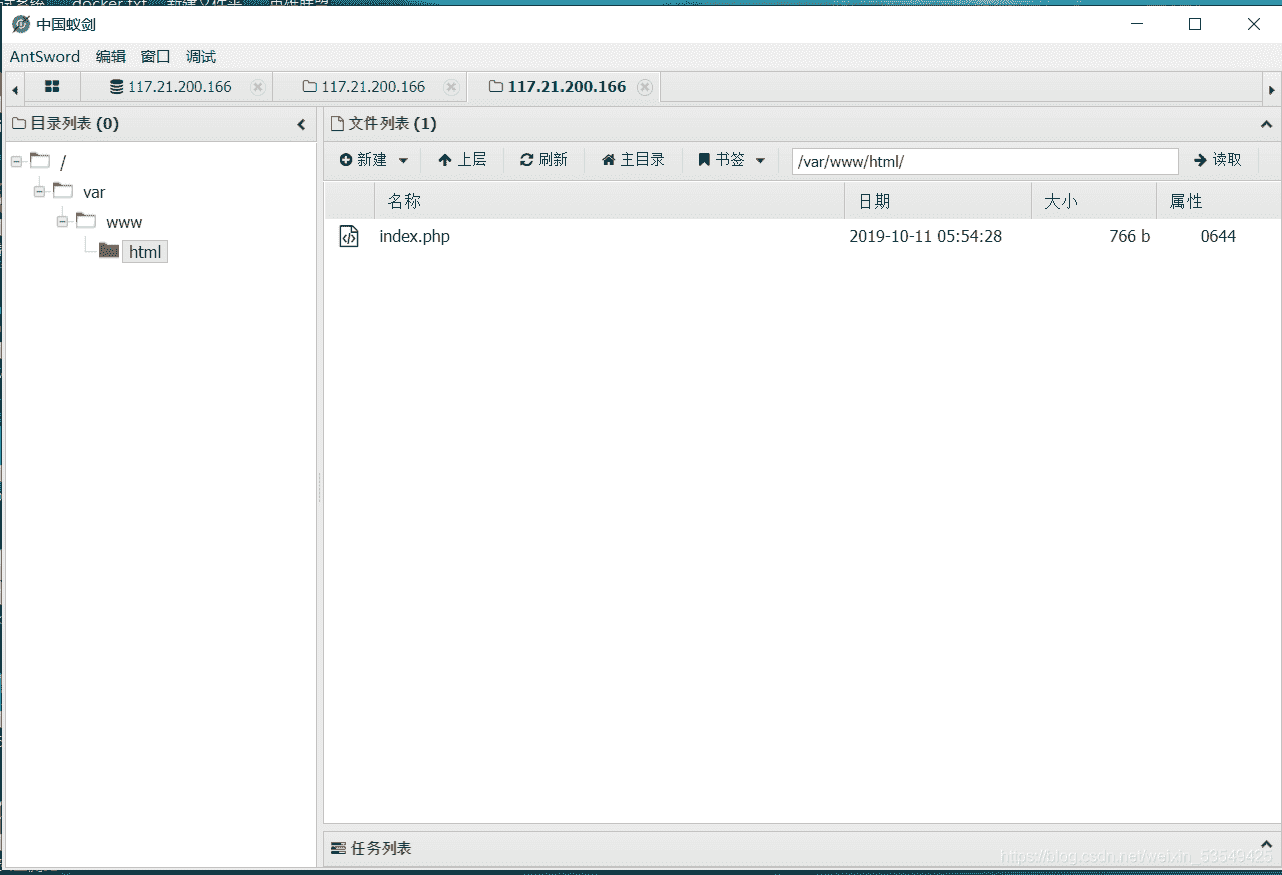 docker.txt
中国蚁剑
AntSword 编辑 窗口 调试
117.21.200.166 117.21.200.166 117.21.200.166
目录列表 (0) 文件列表 (1)
新建 上层 刷新 主目录 书签 /var/www/html/ 读取
/
var
www
html
名称 日期 大小 属性
index.php 2019-10-11 05:54:28 766 b 0644
任务列表
https://blog.csdn.net/weixin_53549425